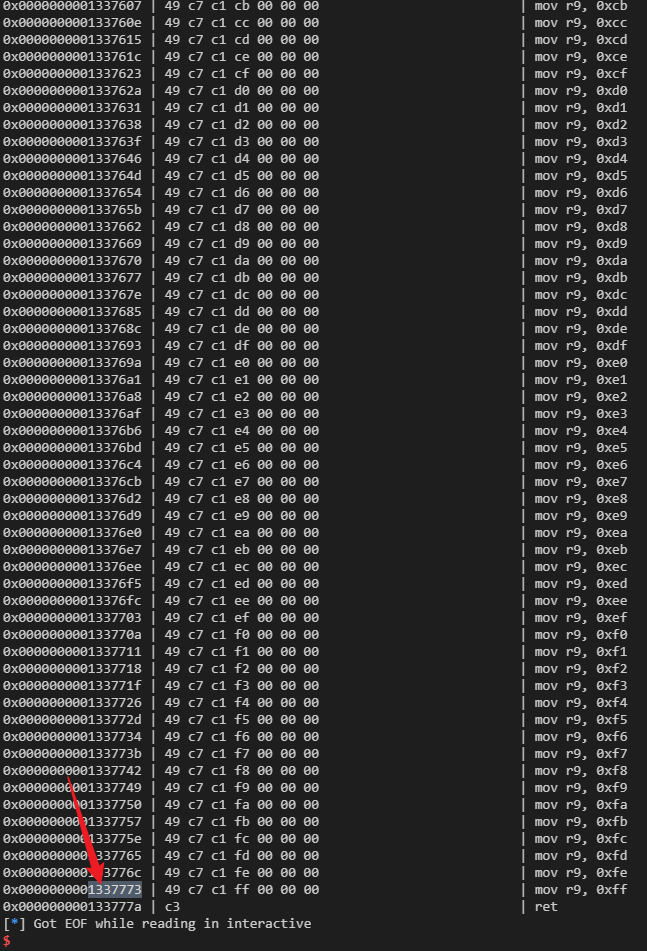 0x0000000001337607 | 49 c7 c1 cb 00 00 00 | mov r9, 0xcb
0x000000000133760e | 49 c7 c1 cc 00 00 00 | mov r9, 0xcc
0x0000000001337615 | 49 c7 c1 cd 00 00 00 | mov r9, 0xcd
0x000000000133761c | 49 c7 c1 ce 00 00 00 | mov r9, 0xce
0x0000000001337623 | 49 c7 c1 cf 00 00 00 | mov r9, 0xcf
0x000000000133762a | 49 c7 c1 d0 00 00 00 | mov r9, 0xd0
0x0000000001337631 | 49 c7 c1 d1 00 00 00 | mov r9, 0xd1
0x0000000001337638 | 49 c7 c1 d2 00 00 00 | mov r9, 0xd2
0x000000000133763f | 49 c7 c1 d3 00 00 00 | mov r9, 0xd3
0x0000000001337646 | 49 c7 c1 d4 00 00 00 | mov r9, 0xd4
0x000000000133764d | 49 c7 c1 d5 00 00 00 | mov r9, 0xd5
0x0000000001337654 | 49 c7 c1 d6 00 00 00 | mov r9, 0xd6
0x000000000133765b | 49 c7 c1 d7 00 00 00 | mov r9, 0xd7
0x0000000001337662 | 49 c7 c1 d8 00 00 00 | mov r9, 0xd8
0x0000000001337669 | 49 c7 c1 d9 00 00 00 | mov r9, 0xd9
0x0000000001337670 | 49 c7 c1 da 00 00 00 | mov r9, 0xda
0x0000000001337677 | 49 c7 c1 db 00 00 00 | mov r9, 0xdb
0x000000000133767e | 49 c7 c1 dc 00 00 00 | mov r9, 0xdc
0x0000000001337685 | 49 c7 c1 dd 00 00 00 | mov r9, 0xdd
0x000000000133768c | 49 c7 c1 de 00 00 00 | mov r9, 0xde
0x0000000001337693 | 49 c7 c1 df 00 00 00 | mov r9, 0xdf
0x000000000133769a | 49 c7 c1 e0 00 00 00 | mov r9, 0xe0
0x00000000013376a1 | 49 c7 c1 e1 00 00 00 | mov r9, 0xe1
0x00000000013376a8 | 49 c7 c1 e2 00 00 00 | mov r9, 0xe2
0x00000000013376af | 49 c7 c1 e3 00 00 00 | mov r9, 0xe3
0x00000000013376b6 | 49 c7 c1 e4 00 00 00 | mov r9, 0xe4
0x00000000013376bd | 49 c7 c1 e5 00 00 00 | mov r9, 0xe5
0x00000000013376c4 | 49 c7 c1 e6 00 00 00 | mov r9, 0xe6
0x00000000013376cb | 49 c7 c1 e7 00 00 00 | mov r9, 0xe7
0x00000000013376d2 | 49 c7 c1 e8 00 00 00 | mov r9, 0xe8
0x00000000013376d9 | 49 c7 c1 e9 00 00 00 | mov r9, 0xe9
0x00000000013376e0 | 49 c7 c1 ea 00 00 00 | mov r9, 0xea
0x00000000013376e7 | 49 c7 c1 eb 00 00 00 | mov r9, 0xeb
0x00000000013376ee | 49 c7 c1 ec 00 00 00 | mov r9, 0xec
0x00000000013376f5 | 49 c7 c1 ed 00 00 00 | mov r9, 0xed
0x00000000013376fc | 49 c7 c1 ee 00 00 00 | mov r9, 0xee
0x0000000001337703 | 49 c7 c1 ef 00 00 00 | mov r9, 0xef
0x000000000133770a | 49 c7 c1 f0 00 00 00 | mov r9, 0xf0
0x0000000001337711 | 49 c7 c1 f1 00 00 00 | mov r9, 0xf1
0x0000000001337718 | 49 c7 c1 f2 00 00 00 | mov r9, 0xf2
0x000000000133771f | 49 c7 c1 f3 00 00 00 | mov r9, 0xf3
0x0000000001337726 | 49 c7 c1 f4 00 00 00 | mov r9, 0xf4
0x000000000133772d | 49 c7 c1 f5 00 00 00 | mov r9, 0xf5
0x0000000001337734 | 49 c7 c1 f6 00 00 00 | mov r9, 0xf6
0x000000000133773b | 49 c7 c1 f7 00 00 00 | mov r9, 0xf7
0x0000000001337742 | 49 c7 c1 f8 00 00 00 | mov r9, 0xf8
0x0000000001337749 | 49 c7 c1 f9 00 00 00 | mov r9, 0xf9
0x0000000001337750 | 49 c7 c1 fa 00 00 00 | mov r9, 0xfa
0x0000000001337757 | 49 c7 c1 fb 00 00 00 | mov r9, 0xfb
0x000000000133775e | 49 c7 c1 fc 00 00 00 | mov r9, 0xfc
0x0000000001337765 | 49 c7 c1 fd 00 00 00 | mov r9, 0xfd
0x000000000133776c | 49 c7 c1 fe 00 00 00 | mov r9, 0xfe
0x0000000001337773 | 49 c7 c1 ff 00 00 00 | mov r9, 0xff
0x000000000133777a | c3 | ret
[*] Got EOF while reading in interactive
$